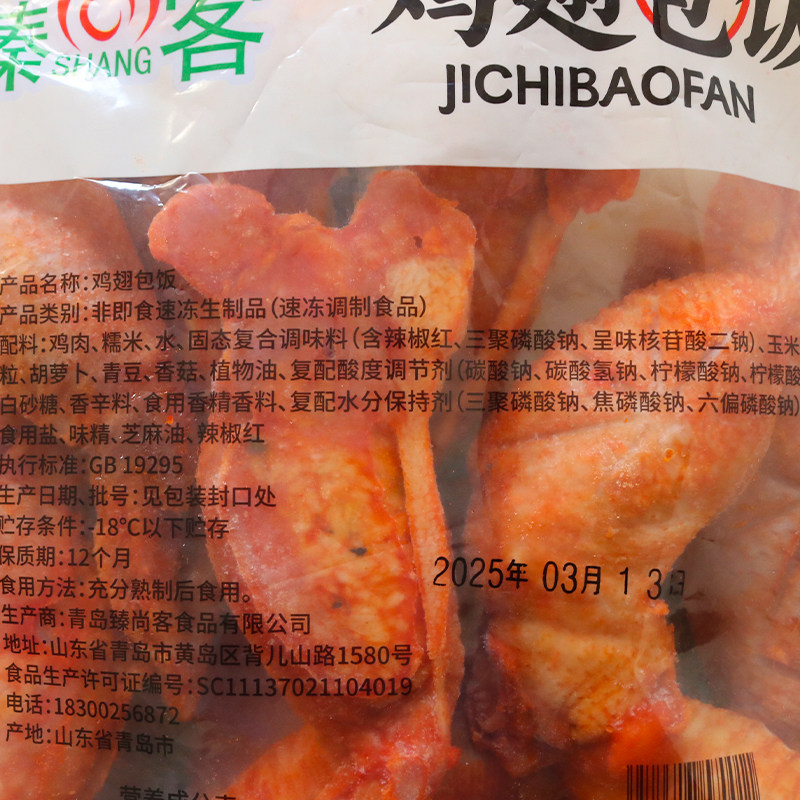 臻 SHANG 客
鸡翅包饭
JICHIBAOFAN
产品名称:鸡翅包饭
产品类别:非即食速冻生制品(速冻调制食品)
配料:鸡肉、糯米、水、固态复合调味料(含辣椒红、三聚磷酸钠、呈味核苷酸二钠)、玉米
粒、胡萝卜、青豆、香菇、植物油、复配酸度调节剂(碳酸钠、碳酸氢钠、柠檬酸钠、柠檬酸
白砂糖、香辛料、食用香精香料、复配水分保持剂(三聚磷酸钠、焦磷酸钠、六偏磷酸钠)
食用盐、味精、芝麻油、辣椒红
执行标准:GB 19295
生产日期、批号:见包装封口处
贮存条件:-18℃以下贮存
保质期:12个月
食用方法:充分熟制后食用。
2025年 03月 13日
生产商:青岛臻尚客食品有限公司
地址:山东省青岛市黄岛区背儿山路1580号
食品生产许可证编号:SC11137021104019
电话:18300256872
产地:山东省青岛市
营养成分表